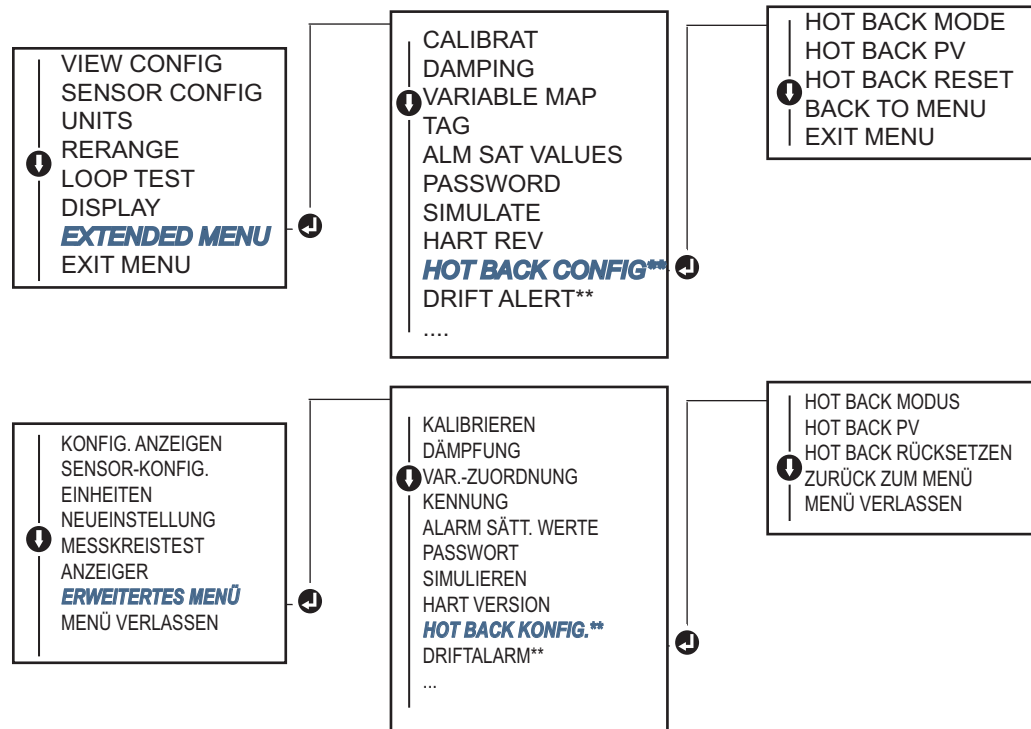 VIEW CONFIG
SENSOR CONFIG
UNITS
RERANGE
LOOP TEST
DISPLAY
EXTENDED MENU
EXIT MENU
CALIBRAT
DAMPING
VARIABLE MAP
TAG
ALM SAT VALUES
PASSWORD
SIMULATE
HART REV
HOT BACK CONFIG**
DRIFT ALERT**
....
HOT BACK MODE
HOT BACK PV
HOT BACK RESET
BACK TO MENU
EXIT MENU
KONFIG. ANZEIGEN
SENSOR-KONFIG.
EINHEITEN
NEUEINSTELLUNG
MESSKREISTEST
ANZEIGER
ERWEITERTES MENÜ
MENÜ VERLASSEN
KALIBRIEREN
DÄMPFUNG
VAR.-ZUORDNUNG
KENNUNG
ALARM SÄTT. WERTE
PASSWORT
SIMULIEREN
HART VERSION
HOT BACK KONFIG.**
DRIFTALARM**
...
HOT BACK MODUS
HOT BACK PV
HOT BACK RÜCKSETZEN
ZURÜCK ZUM MENÜ
MENÜ VERLASSEN